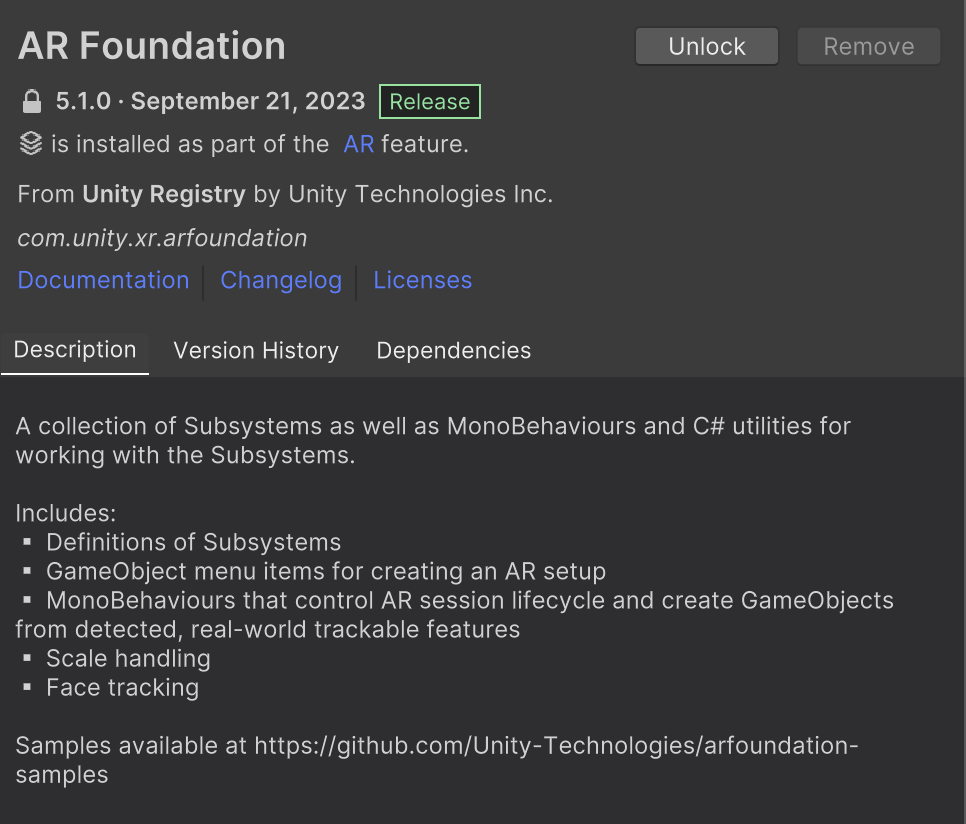 AR Foundation
Unlock
Remove
5.1.0 · September 21, 2023 Release
is installed as part of the AR feature.
From Unity Registry by Unity Technologies Inc.
com.unity.xr.arfoundation
Documentation
Changelog
Licenses
Description
Version History
Dependencies
A collection of Subsystems as well as MonoBehaviours and C# utilities for
working with the Subsystems.
Includes:
▪ Definitions of Subsystems
▪ GameObject menu items for creating an AR setup
▪ MonoBehaviours that control AR session lifecycle and create GameObjects
from detected, real-world trackable features
▪ Scale handling
▪ Face tracking
Samples available at https://github.com/Unity-Technologies/arfoundation-
samples